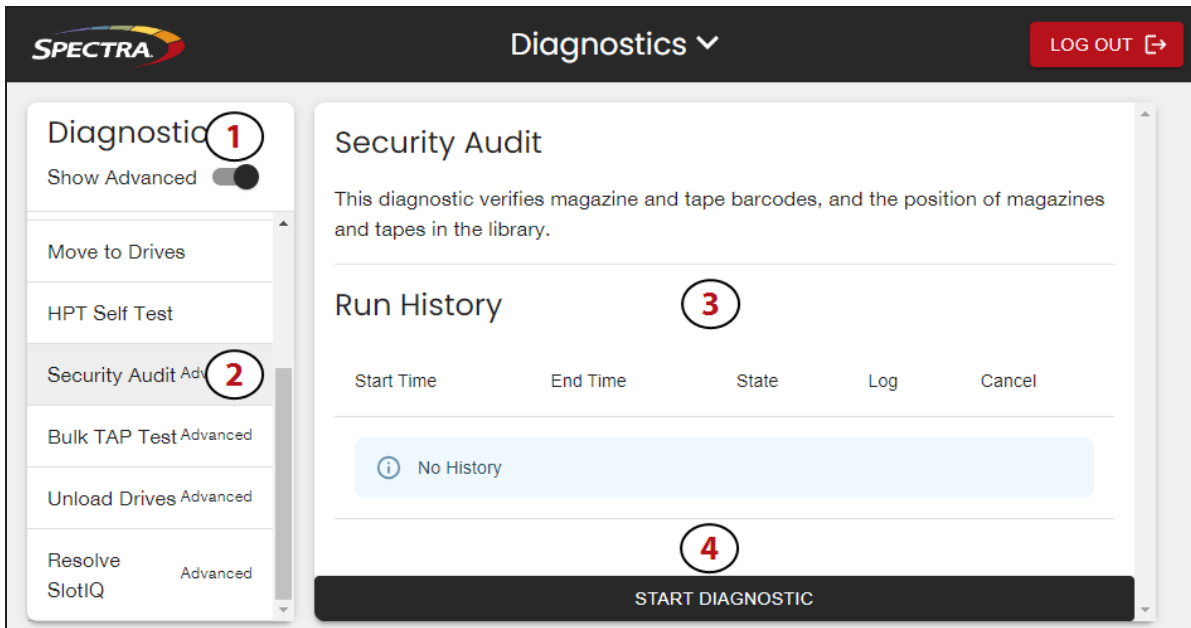 SPECTRA
Diagnostics
LOG OUT
Diagnostic
1
Show Advanced
Move to Drives
HPT Self Test
Security Audit Adv
2
Bulk TAP Test Advanced
Unload Drives Advanced
Resolve
SlotIQ
Advanced
Security Audit
This diagnostic verifies magazine and tape barcodes, and the position of magazines
and tapes in the library.
Run History
3
Start Time End Time State Log Cancel
No History
4
START DIAGNOSTIC